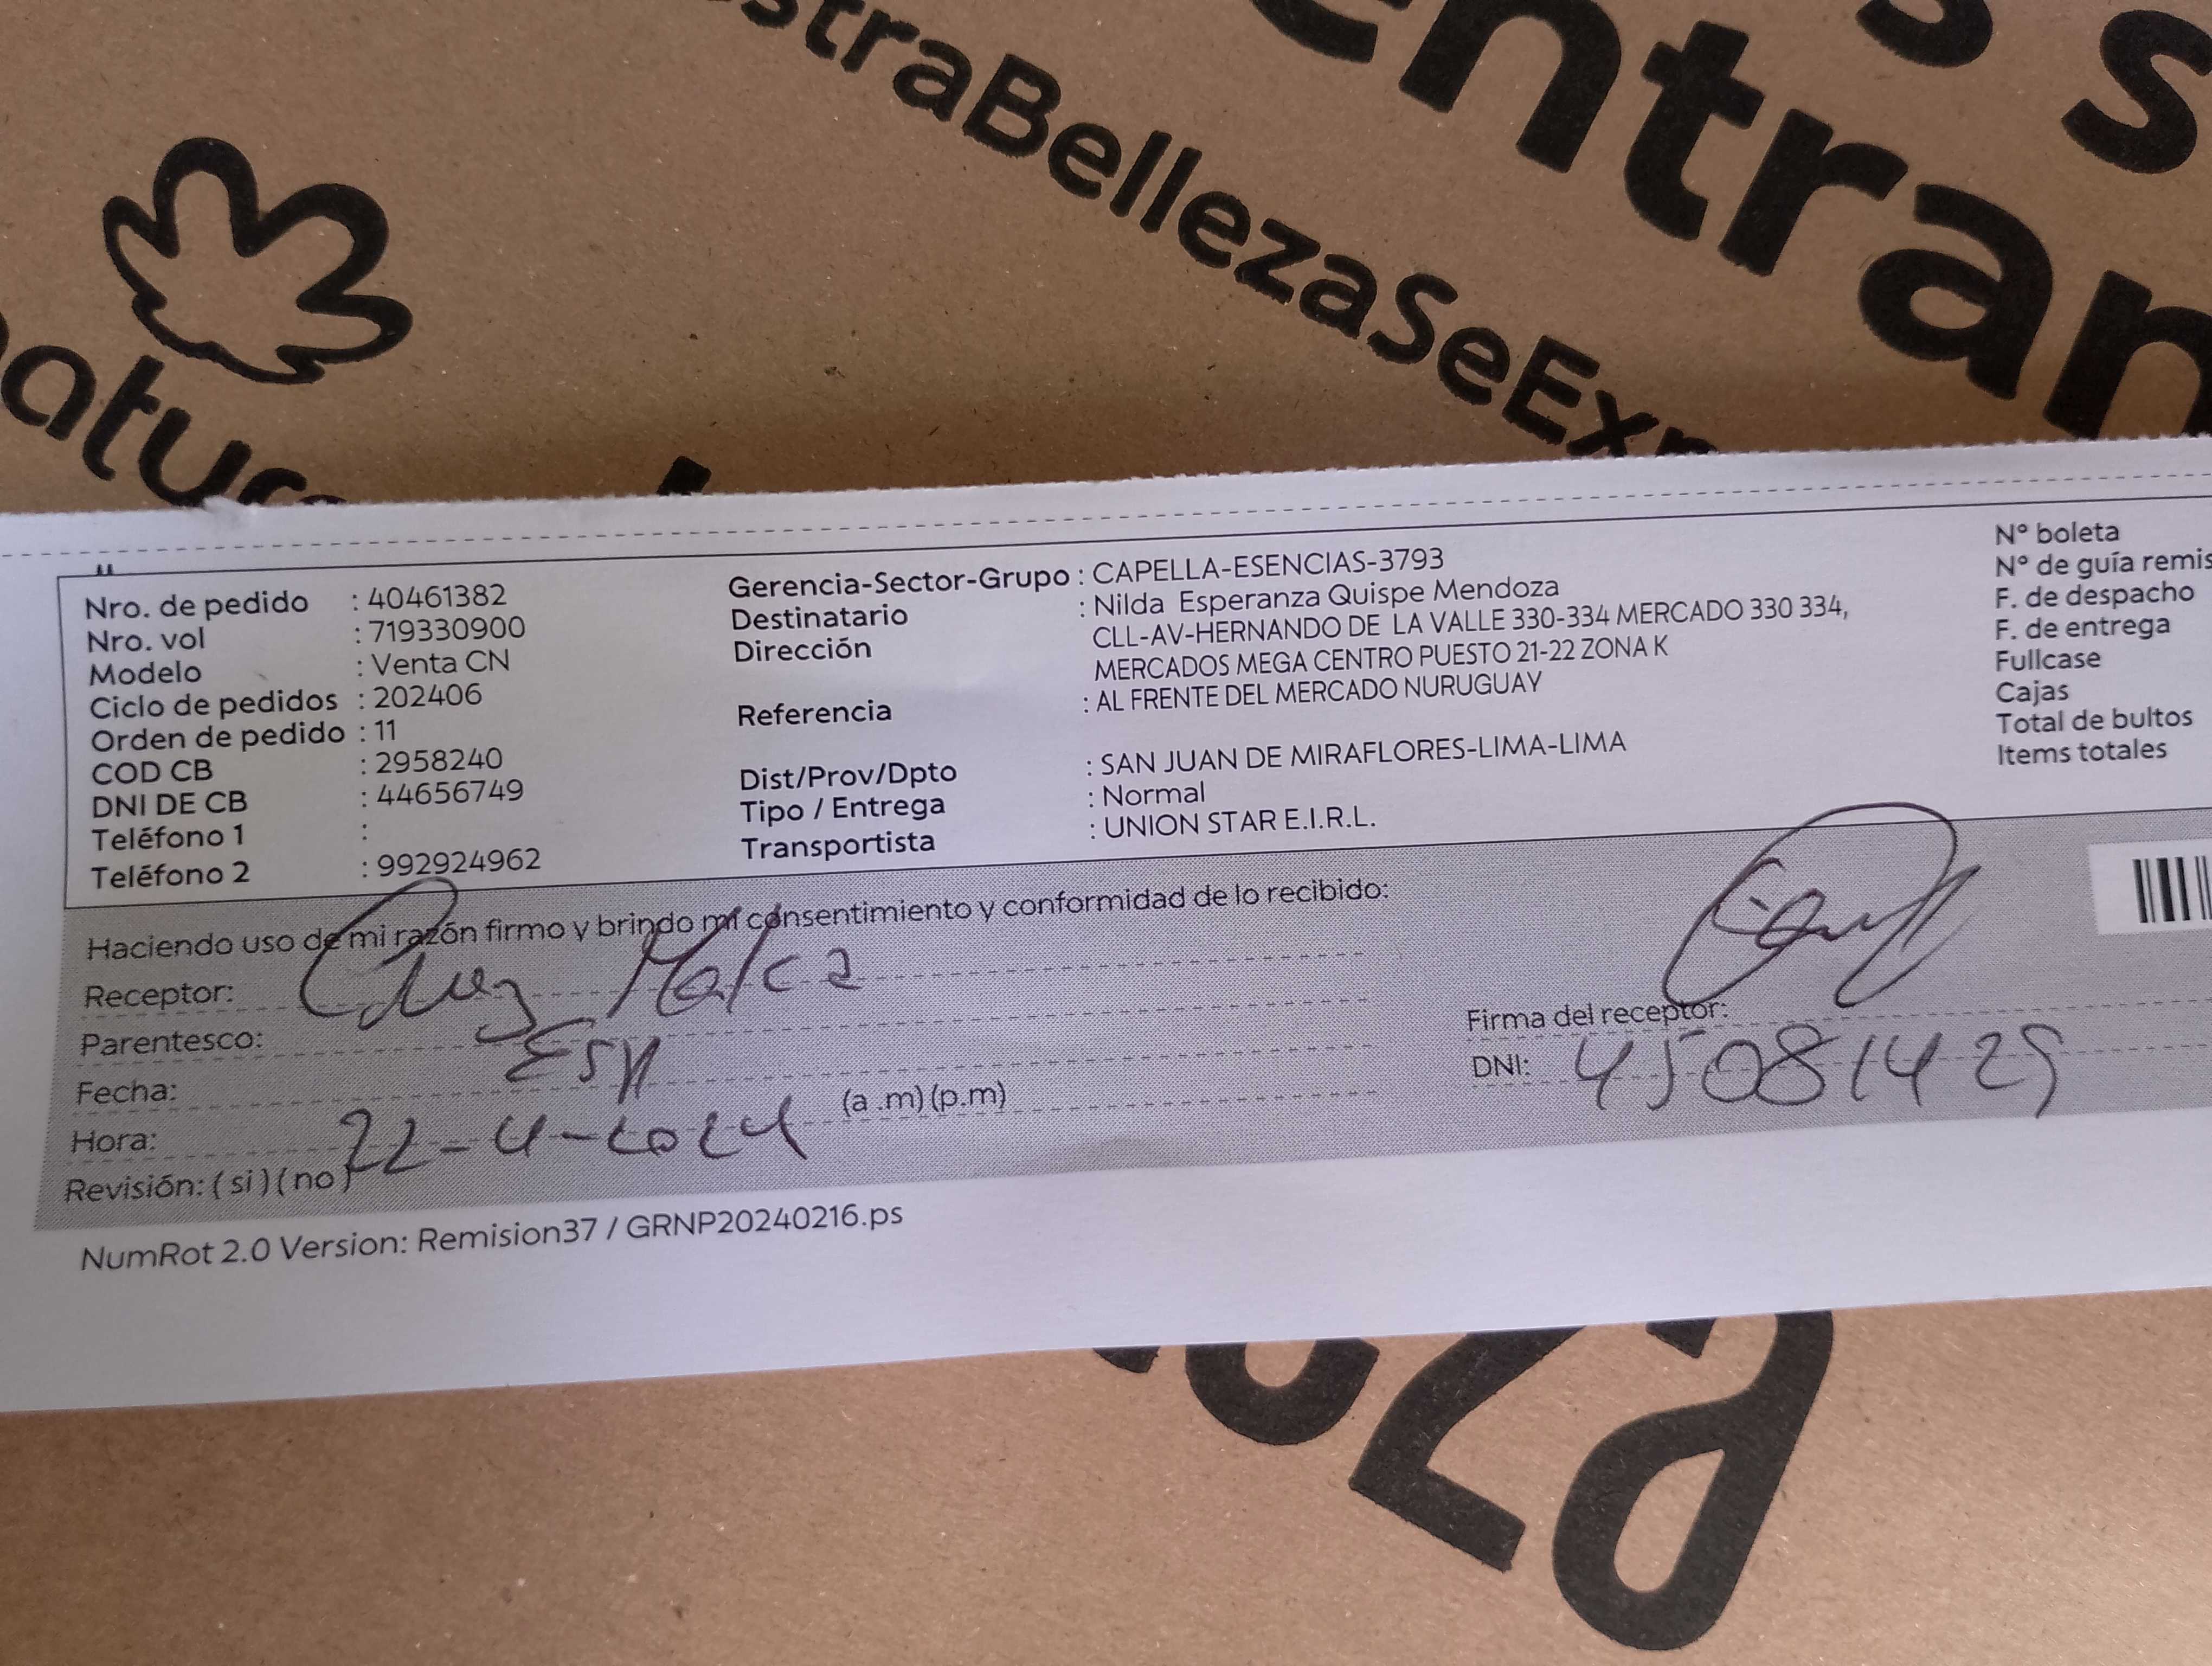 straBellezaSeExp
entran
s s
natura
Nro. de pedido : 40461382
Nro. vol : 719330900
Modelo : Venta CN
Ciclo de pedidos : 202406
Orden de pedido : 11
COD CB : 2958240
DNI DE CB : 44656749
Teléfono 1 :
Teléfono 2 : 992924962
Gerencia-Sector-Grupo : CAPELLA-ESENCIAS-3793
Destinatario : Nilda Esperanza Quispe Mendoza
Dirección CLL-AV-HERNANDO DE LA VALLE 330-334 MERCADO 330 334,
MERCADOS MEGA CENTRO PUESTO 21-22 ZONA K
Referencia : AL FRENTE DEL MERCADO NURUGUAY
Dist/Prov/Dpto : SAN JUAN DE MIRAFLORES-LIMA-LIMA
Tipo / Entrega : Normal
Transportista : UNION STAR E.I.R.L.
N° boleta
N° de guía remis
F. de despacho
F. de entrega
Fullcase
Cajas
Total de bultos
Items totales
Haciendo uso de mi razón firmo y brindo mi consentimiento y conformidad de lo recibido:
Receptor: Malca
Parentesco: Esp
Fecha:
Hora: 22-4-2024 (a .m) (p.m)
Revisión: ( si ) ( no )
Firma del receptor:
DNI: 45081429
NumRot 2.0 Version: Remision37 / GRNP20240216.ps